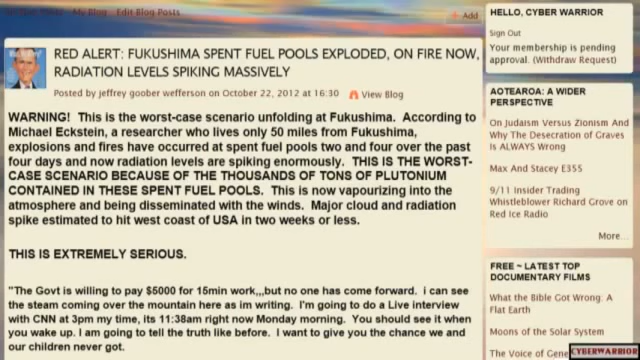 My Blog
Edit Blog Posts
+ Add
RED ALERT: FUKUSHIMA SPENT FUEL POOLS EXPLODED, ON FIRE NOW,
RADIATION LEVELS SPIKING MASSIVELY
Posted by jeffrey goober wefferson on October 22, 2012 at 16:30
View Blog
WARNING! This is the worst-case scenario unfolding at Fukushima. According to
Michael Eckstein, a researcher who lives only 50 miles from Fukushima,
explosions and fires have occurred at spent fuel pools two and four over the past
four days and now radiation levels are spiking enormously. THIS IS THE WORST-
CASE SCENARIO BECAUSE OF THE THOUSANDS OF TONS OF PLUTONIUM
CONTAINED IN THESE SPENT FUEL POOLS. This is now vapourizing into the
atmosphere and being disseminated with the winds. Major cloud and radiation
spike estimated to hit west coast of USA in two weeks or less.
THIS IS EXTREMELY SERIOUS.
"The Govt is willing to pay $5000 for 15min work,,,but no one has come forward. i can see
the steam coming over the mountain here as im writing. I'm going to do a Live interview
with CNN at 3pm my time, its 11:38am right now Monday morning. You should see it when
you wake up. I am going to tell the truth like before. I want to give you the chance we and
our children never got.
HELLO, CYBER WARRIOR
Sign Out
Your membership is pending
approval. (Withdraw Request)
AOTEAROA: A WIDER
PERSPECTIVE
On Judaism Versus Zionism And
Why The Desecration of Graves
Is ALWAYS Wrong
Max And Stacey E355
9/11 Insider Trading
Whistleblower Richard Grove on
Red Ice Radio
More...
FREE ~ LATEST TOP
DOCUMENTARY FILMS
What the Bible Got Wrong: A
Flat Earth
Moons of the Solar System
The Voice of Gene
CYBERWARRIOR